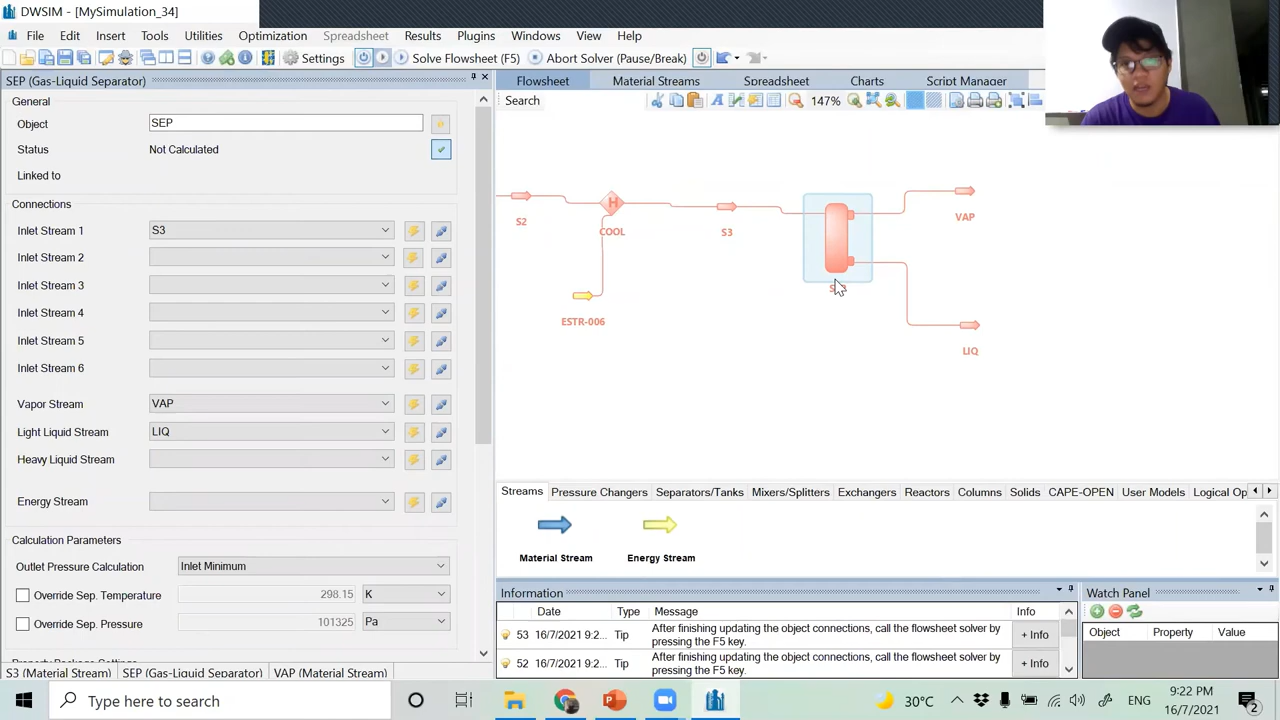 DWSIM - [MySimulation_34]
File Edit Insert Tools Utilities Optimization Spreadsheet Results Plugins Windows View Help
Settings Solve Flowsheet (F5) Abort Solver (Pause/Break)
SEP (Gas-Liquid Separator)
General
Object SEP
Status Not Calculated
Linked to
Connections
Inlet Stream 1 S3
Inlet Stream 2
Inlet Stream 3
Inlet Stream 4
Inlet Stream 5
Inlet Stream 6
Vapor Stream VAP
Light Liquid Stream LIQ
Heavy Liquid Stream
Energy Stream
Calculation Parameters
Outlet Pressure Calculation Inlet Minimum
Override Sep. Temperature 298.15 K
Override Sep. Pressure 101325 Pa
S3 (Material Stream) SEP (Gas-Liquid Separator) VAP (Material Stream)
Flowsheet Material Streams Spreadsheet Charts Script Manager
Search 147%
H
S2
COOL
S3
VAP
ESTR-006
LIQ
Streams Pressure Changers Separators/Tanks Mixers/Splitters Exchangers Reactors Columns Solids CAPE-OPEN User Models Logical Op
Material Stream Energy Stream
Information
Date Type Message Info
53 16/7/2021 9:2... Tip After finishing updating the object connections, call the flowsheet solver by pressing the F5 key. + Info
52 16/7/2021 9:2... Tip After finishing updating the object connections, call the flowsheet solver by pressing the F5 key. + Info
Watch Panel
Object Property Value
Type here to search
30°C ENG 9:22 PM
16/7/2021 2